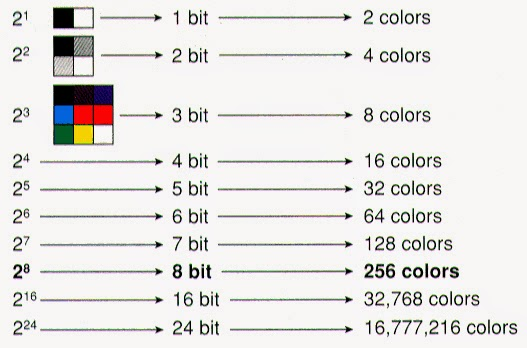 2¹ 1 bit 2 colors
2² 2 bit 4 colors
2³ 3 bit 8 colors
2⁴ 4 bit 16 colors
2⁵ 5 bit 32 colors
2⁶ 6 bit 64 colors
2⁷ 7 bit 128 colors
2⁸ 8 bit 256 colors
2¹⁶ 16 bit 32,768 colors
2²⁴ 24 bit 16,777,216 colors